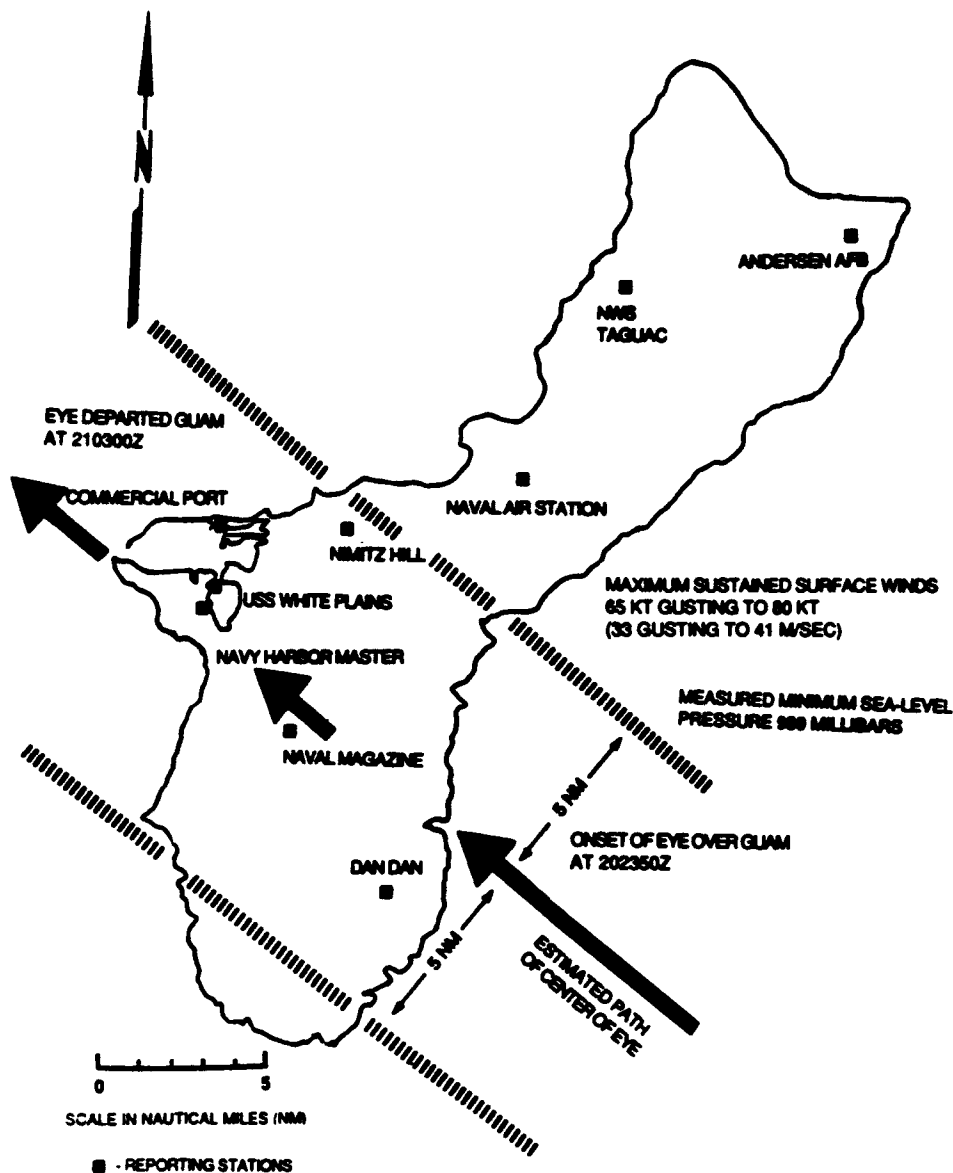 N
ANDERSEN AFB
NWS
TAGUAC
EYE DEPARTED GUAM
AT 210300Z
COMMERCIAL PORT
NAVAL AIR STATION
NIMITZ HILL
USS WHITE PLAINS
MAXIMUM SUSTAINED SURFACE WINDS
65 KT GUSTING TO 80 KT
(33 GUSTING TO 41 M/SEC)
NAVY HARBOR MASTER
MEASURED MINIMUM SEA-LEVEL
PRESSURE MILLIBARS
NAVAL MAGAZINE
5 NM
ONSET OF EYE OVER GUAM
AT 202350Z
DAN DAN
5 NM
ESTIMATED PATH
OF CENTER OF EYE
0 5
SCALE IN NAUTICAL MILES (NM)
- REPORTING STATIONS